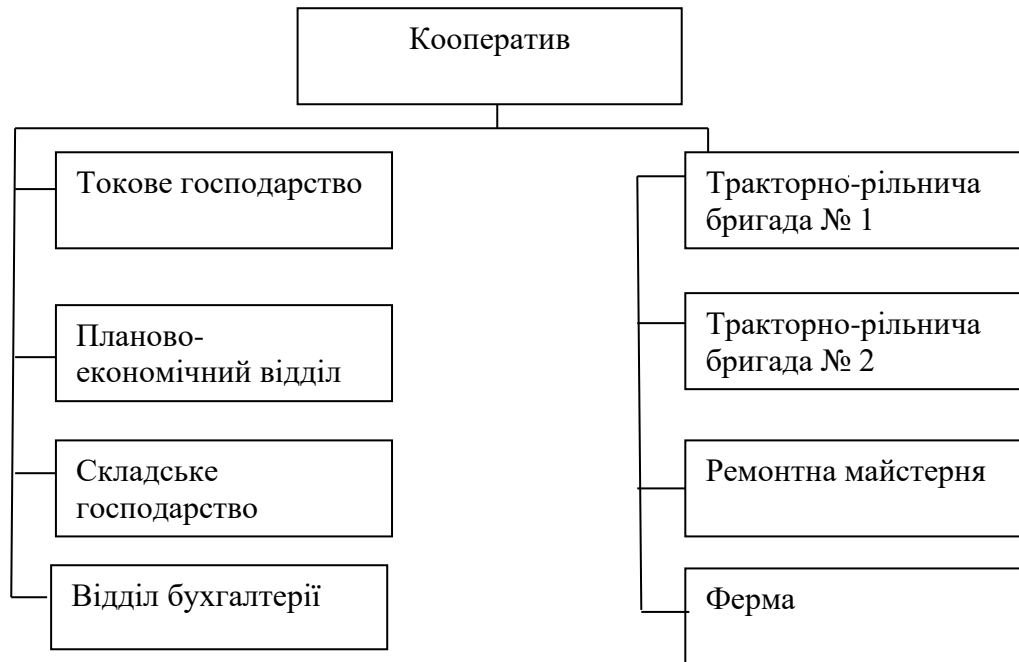 Кооператив
Токове господарство
Планово-
економічний відділ
Складське
господарство
Відділ бухгалтерії
Тракторно-рільнича
бригада № 1
Тракторно-рільнича
бригада № 2
Ремонтна майстерня
Ферма